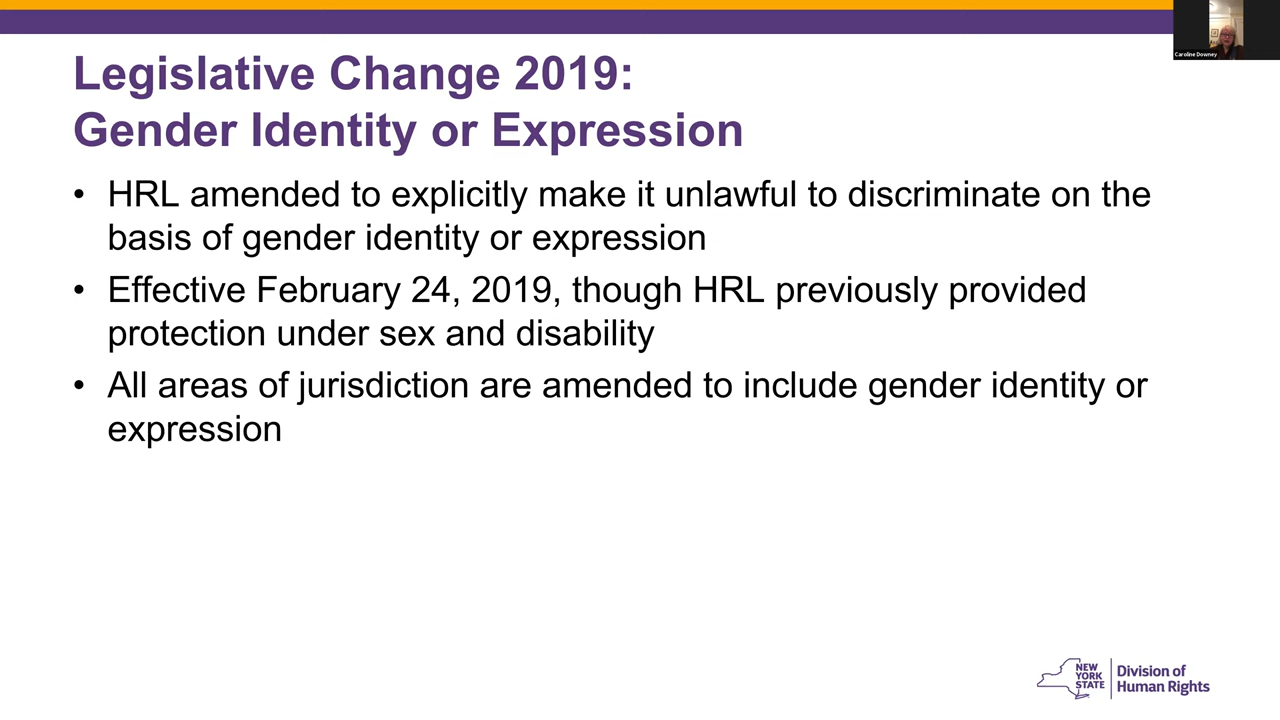 Caroline Downey
Legislative Change 2019:
Gender Identity or Expression
• HRL amended to explicitly make it unlawful to discriminate on the
basis of gender identity or expression
• Effective February 24, 2019, though HRL previously provided
protection under sex and disability
• All areas of jurisdiction are amended to include gender identity or
expression
NEW
YORK
STATE
Division of
Human Rights